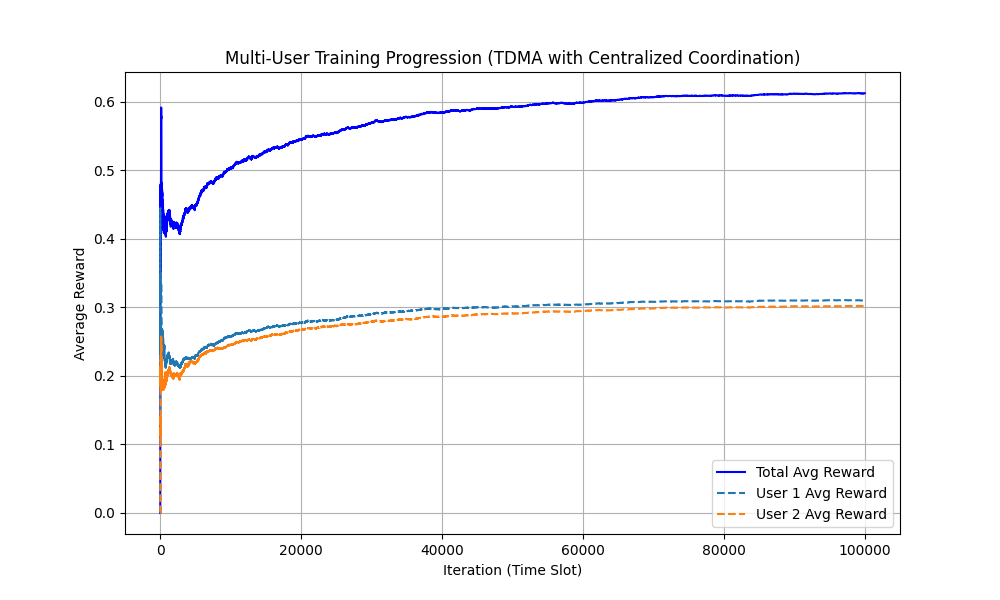 Multi-User Training Progression (TDMA with Centralized Coordination)
Average Reward
0.6
0.5
0.4
0.3
0.2
0.1
0.0
Total Avg Reward
User 1 Avg Reward
User 2 Avg Reward
0 20000 40000 60000 80000 100000
Iteration (Time Slot)